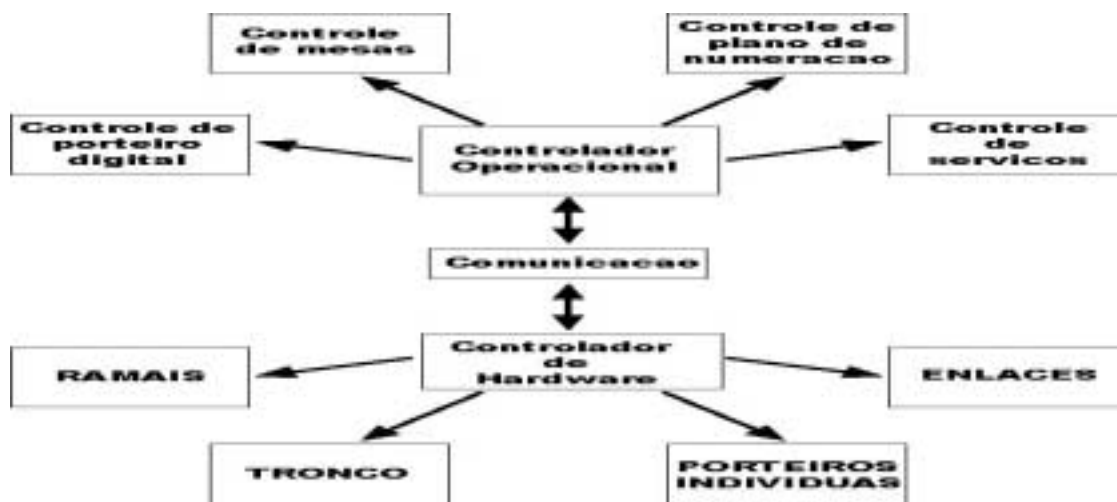 Controle
de mesas
Controle de
plano de
numeracao
Controle de
porteiro
digital
Controlador
Operacional
Controle
de
servicos
Comunicacao
Controlador
de
Hardware
RAMAIS
ENLACES
TRONCO
PORTEIROS
INDIVIDUAS